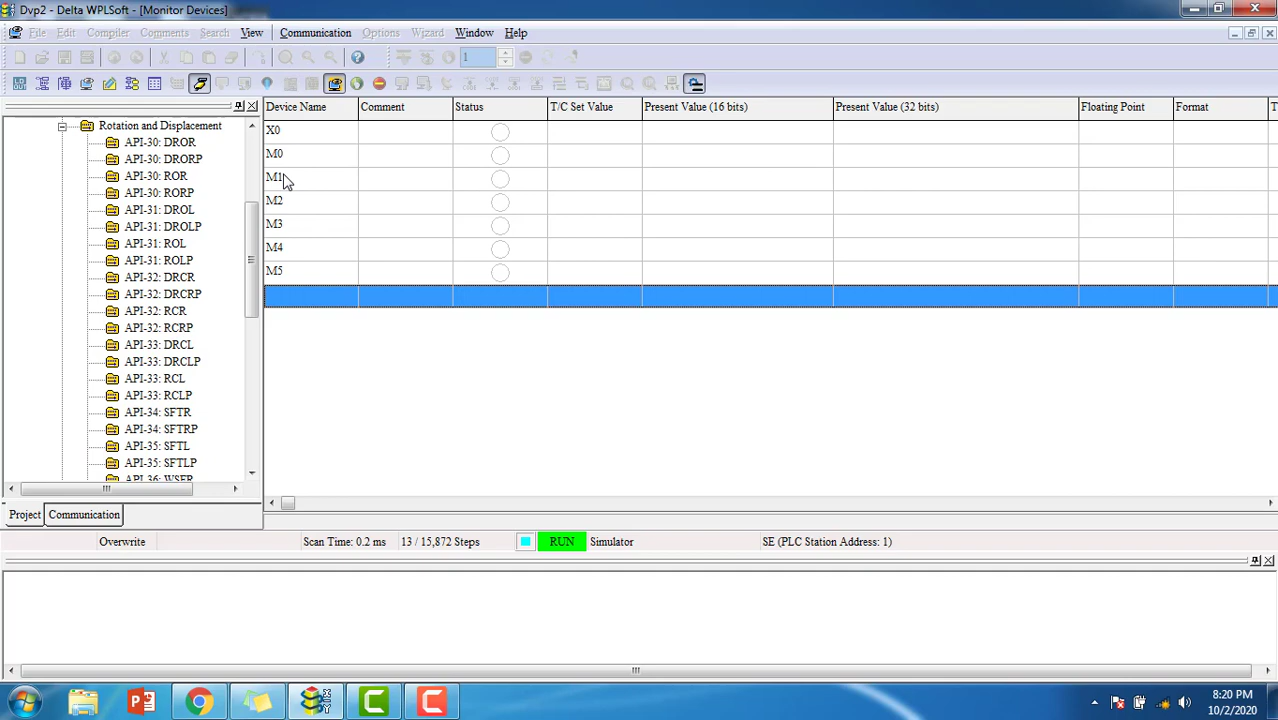 Dvp2 - Delta WPLSoft - [Monitor Devices]
File Edit Compiler Comments Search View Communication Options Wizard Window Help
1
Device Name Comment Status T/C Set Value Present Value (16 bits) Present Value (32 bits) Floating Point Format T
X0
M0
M1
M2
M3
M4
M5
Rotation and Displacement
API-30: DROR
API-30: DRORP
API-30: ROR
API-30: RORP
API-31: DROL
API-31: DROLP
API-31: ROL
API-31: ROLP
API-32: DRCR
API-32: DRCRP
API-32: RCR
API-32: RCRP
API-33: DRCL
API-33: DRCLP
API-33: RCL
API-33: RCLP
API-34: SFTR
API-34: SFTRP
API-35: SFTL
API-35: SFTLP
API-36: WSFR
Project Communication
Overwrite Scan Time: 0.2 ms 13 / 15,872 Steps RUN Simulator SE (PLC Station Address: 1)
8:20 PM
10/2/2020